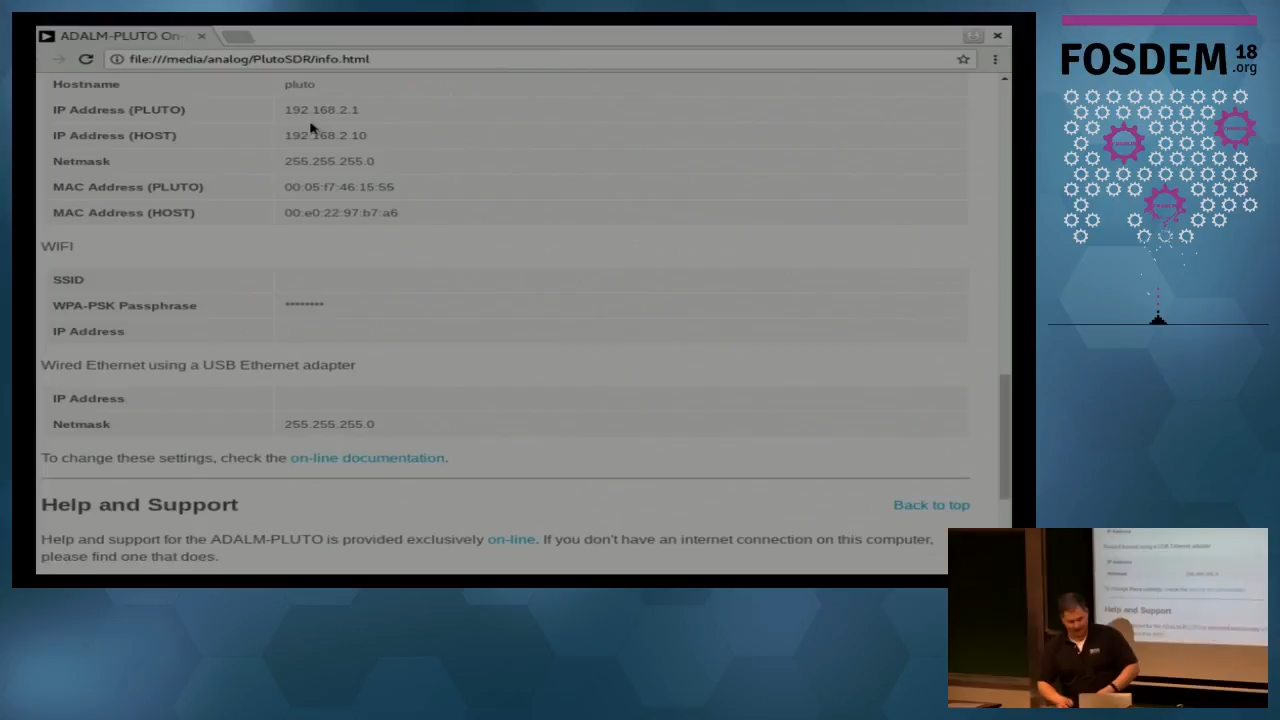 ADALM-PLUTO On-
file:///media/analog/PlutoSDR/info.html
Hostname pluto
IP Address (PLUTO) 192.168.2.1
IP Address (HOST) 192.168.2.10
Netmask 255.255.255.0
MAC Address (PLUTO) 00:05:f7:46:15:55
MAC Address (HOST) 00:e0:22:97:b7:a6
WIFI
SSID
WPA-PSK Passphrase ********
IP Address
Wired Ethernet using a USB Ethernet adapter
IP Address
Netmask 255.255.255.0
To change these settings, check the on-line documentation.
Help and Support Back to top
Help and support for the ADALM-PLUTO is provided exclusively on-line. If you don't have an internet connection on this computer,
please find one that does.
FOSDEM 18
.org
Help and Support